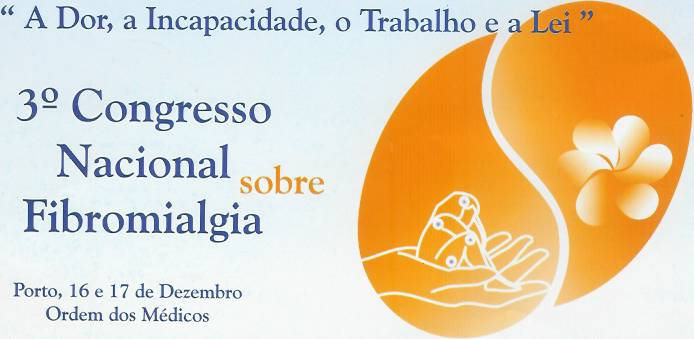 “ A Dor, a Incapacidade, o Trabalho e a Lei ”
3º Congresso
Nacional sobre
Fibromialgia
Porto, 16 e 17 de Dezembro
Ordem dos Médicos